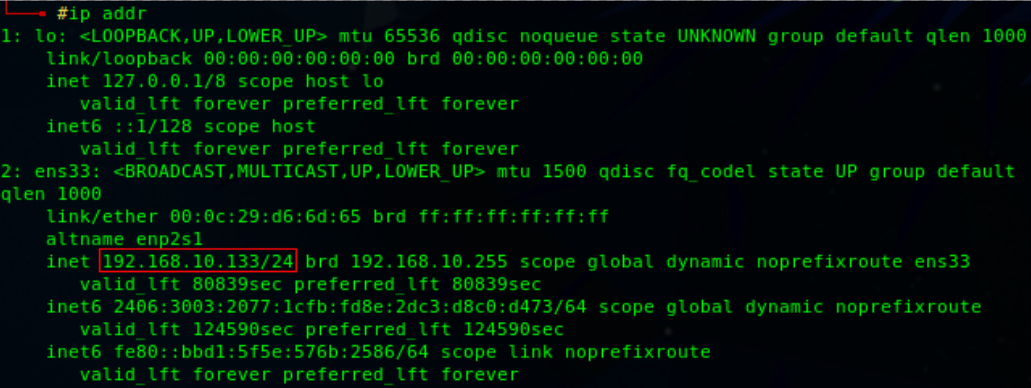 #ip addr
1: lo: <LOOPBACK,UP,LOWER_UP> mtu 65536 qdisc noqueue state UNKNOWN group default qlen 1000
link/loopback 00:00:00:00:00:00 brd 00:00:00:00:00:00
inet 127.0.0.1/8 scope host lo
valid_lft forever preferred_lft forever
inet6 ::1/128 scope host
valid_lft forever preferred_lft forever
2: ens33: <BROADCAST,MULTICAST,UP,LOWER_UP> mtu 1500 qdisc fq_codel state UP group default
qlen 1000
link/ether 00:0c:29:d6:6d:65 brd ff:ff:ff:ff:ff:ff
altname enp2s1
inet 192.168.10.133/24 brd 192.168.10.255 scope global dynamic noprefixroute ens33
valid_lft 80839sec preferred_lft 80839sec
inet6 2406:3003:2077:1cfb:fd8e:2dc3:d8c0:d473/64 scope global dynamic noprefixroute
valid_lft 124590sec preferred_lft 124590sec
inet6 fe80::bbd1:5f5e:576b:2586/64 scope link noprefixroute
valid_lft forever preferred_lft forever